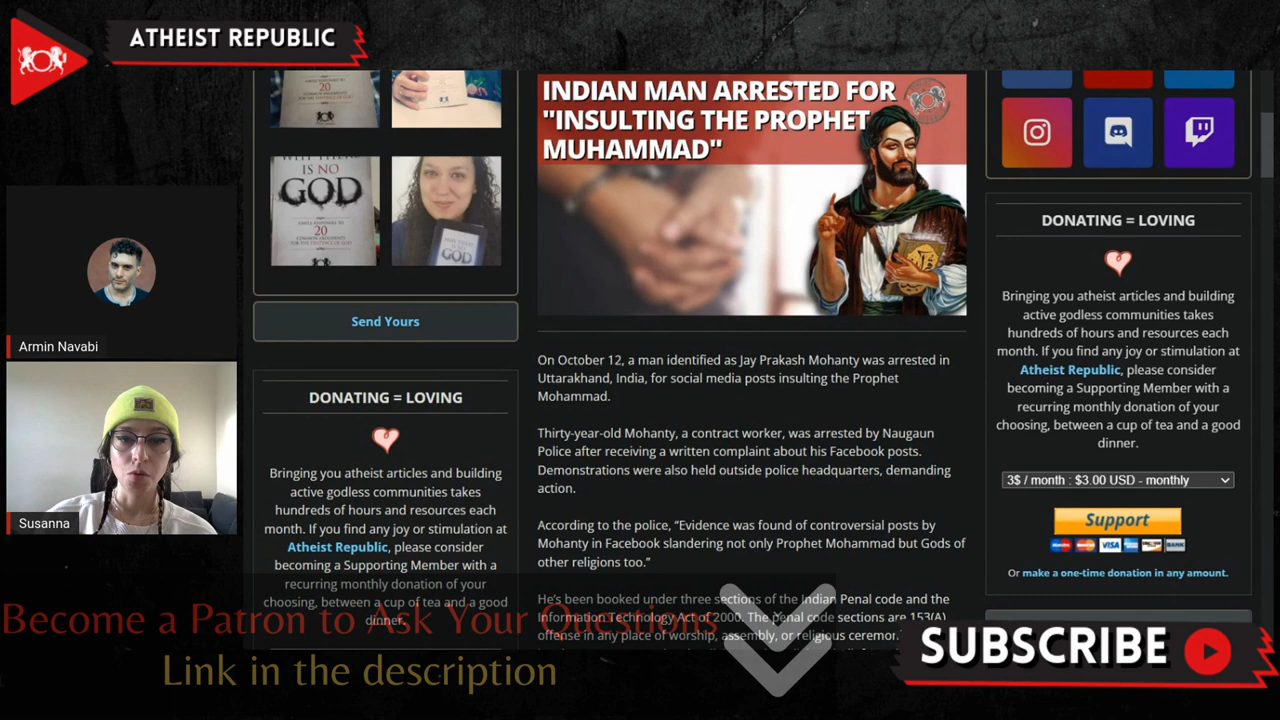 ATHEIST REPUBLIC
20
WHY THERE
IS NO
GOD
20
GOD
Send Yours
DONATING = LOVING
Bringing you atheist articles and building
active godless communities takes
hundreds of hours and resources each
month. If you find any joy or stimulation at
Atheist Republic, please consider
becoming a Supporting Member with a
recurring monthly donation of your
choosing, between a cup of tea and a good
dinner.
INDIAN MAN ARRESTED FOR
"INSULTING THE PROPHET
MUHAMMAD"
On October 12, a man identified as Jay Prakash Mohanty was arrested in
Uttarakhand, India, for social media posts insulting the Prophet
Mohammad.
Thirty-year-old Mohanty, a contract worker, was arrested by Naugaun
Police after receiving a written complaint about his Facebook posts.
Demonstrations were also held outside police headquarters, demanding
action.
According to the police, “Evidence was found of controversial posts by
Mohanty in Facebook slandering not only Prophet Mohammad but Gods of
other religions too.”
He's been booked under three sections of the Indian Penal code and the
Information Technology Act of 2000. The penal code sections are 153(A)
offense in any place of worship, assembly, or religious ceremon
DONATING = LOVING
Bringing you atheist articles and building
active godless communities takes
hundreds of hours and resources each
month. If you find any joy or stimulation at
Atheist Republic, please consider
becoming a Supporting Member with a
recurring monthly donation of your
choosing, between a cup of tea and a good
dinner.
3$ / month : $3.00 USD - monthly
Support
VISA
BANK
Or make a one-time donation in any amount.
Armin Navabi
Susanna
Become a Patron to Ask Your Questions
Link in the description
SUBSCRIBE